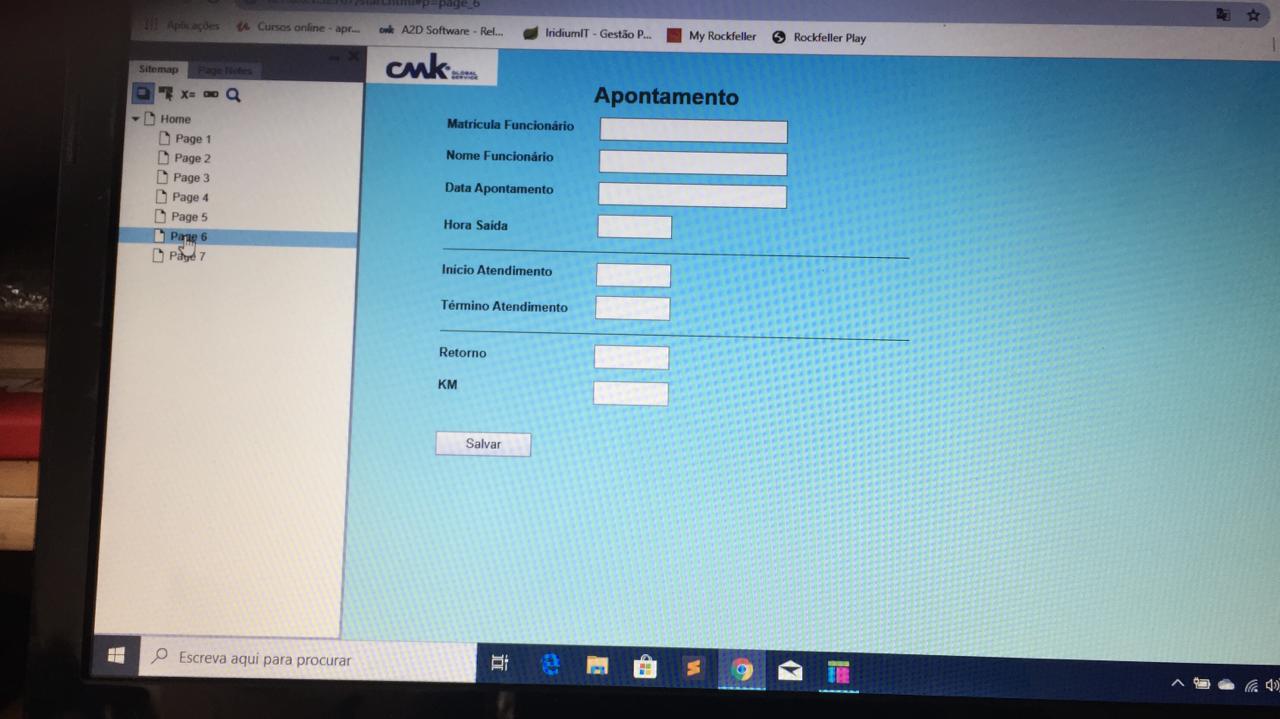 p=page_6
Aplicações
Cursos online - apr...
A2D Software - Rel...
IridiumIT - Gestão P...
My Rockfeller
Rockfeller Play
Sitemap
Page Notes
X=
Home
Page 1
Page 2
Page 3
Page 4
Page 5
Page 6
Page 7
cmk GLOBAL
SERVICE
Apontamento
Matricula Funcionário
Nome Funcionário
Data Apontamento
Hora Saída
Início Atendimento
Término Atendimento
Retorno
KM
Salvar
Escreva aqui para procurar